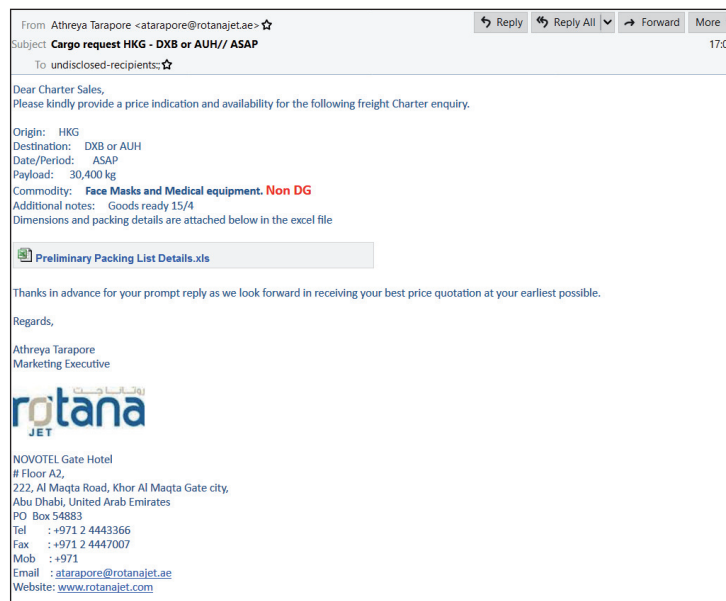 From Athreya Tarapore <atarapore@rotanajet.ae>
Reply Reply All Forward More
Subject Cargo request HKG - DXB or AUH// ASAP
17:0
To undisclosed-recipients:;
Dear Charter Sales,
Please kindly provide a price indication and availability for the following freight Charter enquiry.
Origin: HKG
Destination: DXB or AUH
Date/Period: ASAP
Payload: 30,400 kg
Commodity: Face Masks and Medical equipment. Non DG
Additional notes: Goods ready 15/4
Dimensions and packing details are attached below in the excel file
Preliminary Packing List Details.xls
Thanks in advance for your prompt reply as we look forward in receiving your best price quotation at your earliest possible.
Regards,
Athreya Tarapore
Marketing Executive
روتانا جت
rotana
JET
NOVOTEL Gate Hotel
# Floor A2,
222, Al Maqta Road, Khor Al Maqta Gate city,
Abu Dhabi, United Arab Emirates
PO Box 54883
Tel : +971 2 4443366
Fax : +971 2 4447007
Mob : +971
Email : atarapore@rotanajet.ae
Website: www.rotanajet.com